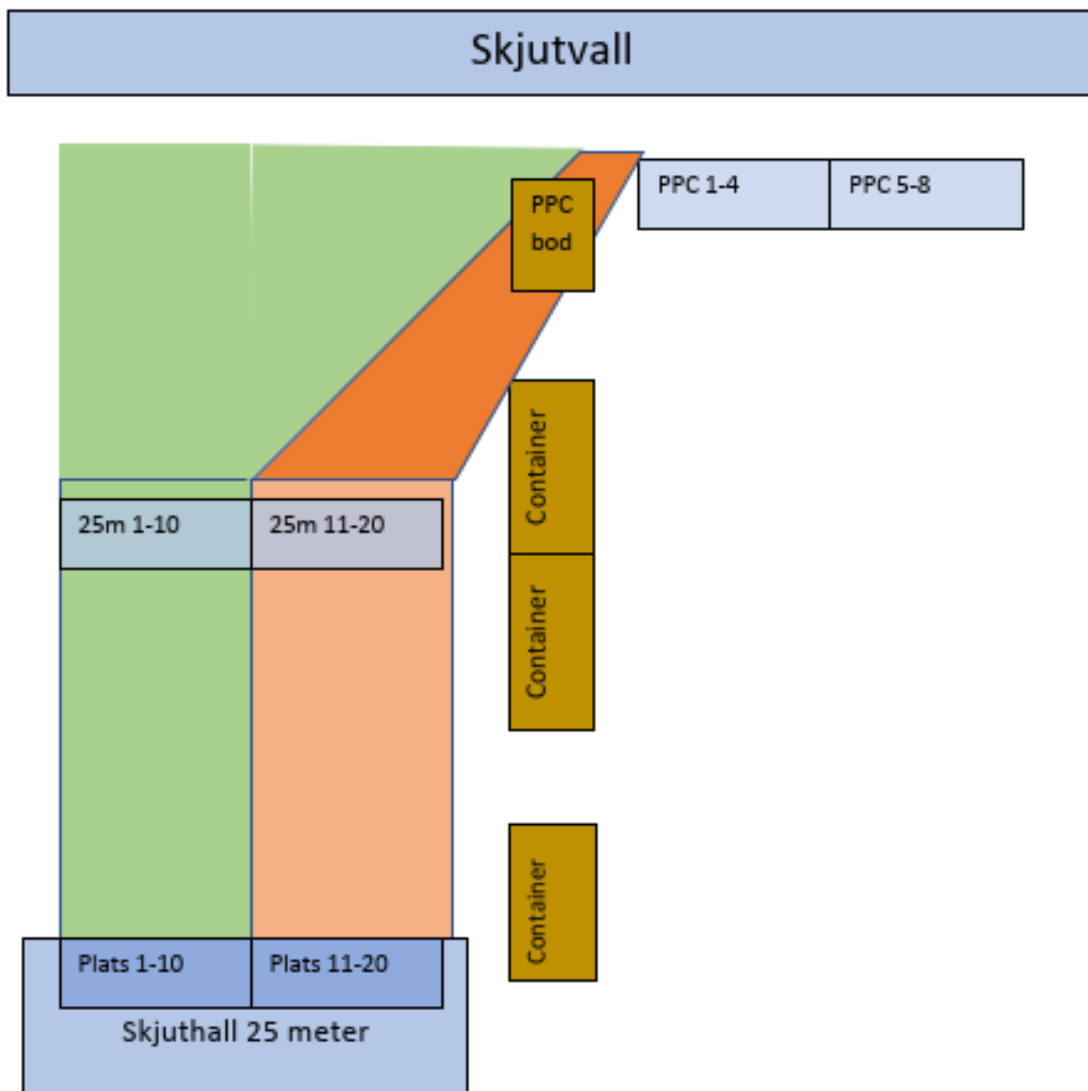 Skjutvall
PPC
bod
PPC 1-4
PPC 5-8
Container
25m 1-10
25m 11-20
Container
Container
Plats 1-10
Plats 11-20
Skjuthall 25 meter